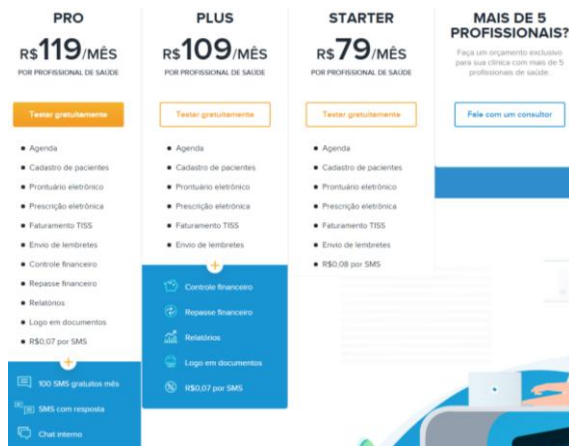 PRO
R$119/MÊS
POR PROFISSIONAL DE SAÚDE
Testar gratuitamente
Agenda
Cadastro de pacientes
Prontuário eletrônico
Prescrição eletrônica
Faturamento TISS
Envio de lembretes
Controle financeiro
Repasse financeiro
Relatórios
Logo em documentos
R$0,07 por SMS
+
100 SMS gratuitos mês
SMS com resposta
Chat interno
PLUS
R$109/MÊS
POR PROFISSIONAL DE SAÚDE
Testar gratuitamente
Agenda
Cadastro de pacientes
Prontuário eletrônico
Prescrição eletrônica
Faturamento TISS
Envio de lembretes
+
Controle financeiro
Repasse financeiro
Relatórios
Logo em documentos
R$0,07 por SMS
STARTER
R$79/MÊS
POR PROFISSIONAL DE SAÚDE
Testar gratuitamente
Agenda
Cadastro de pacientes
Prontuário eletrônico
Prescrição eletrônica
Faturamento TISS
Envio de lembretes
R$0,08 por SMS
MAIS DE 5
PROFISSIONAIS?
Faça um orçamento exclusivo
para sua clínica com mais de 5
profissionais de saúde.
Fale com um consultor